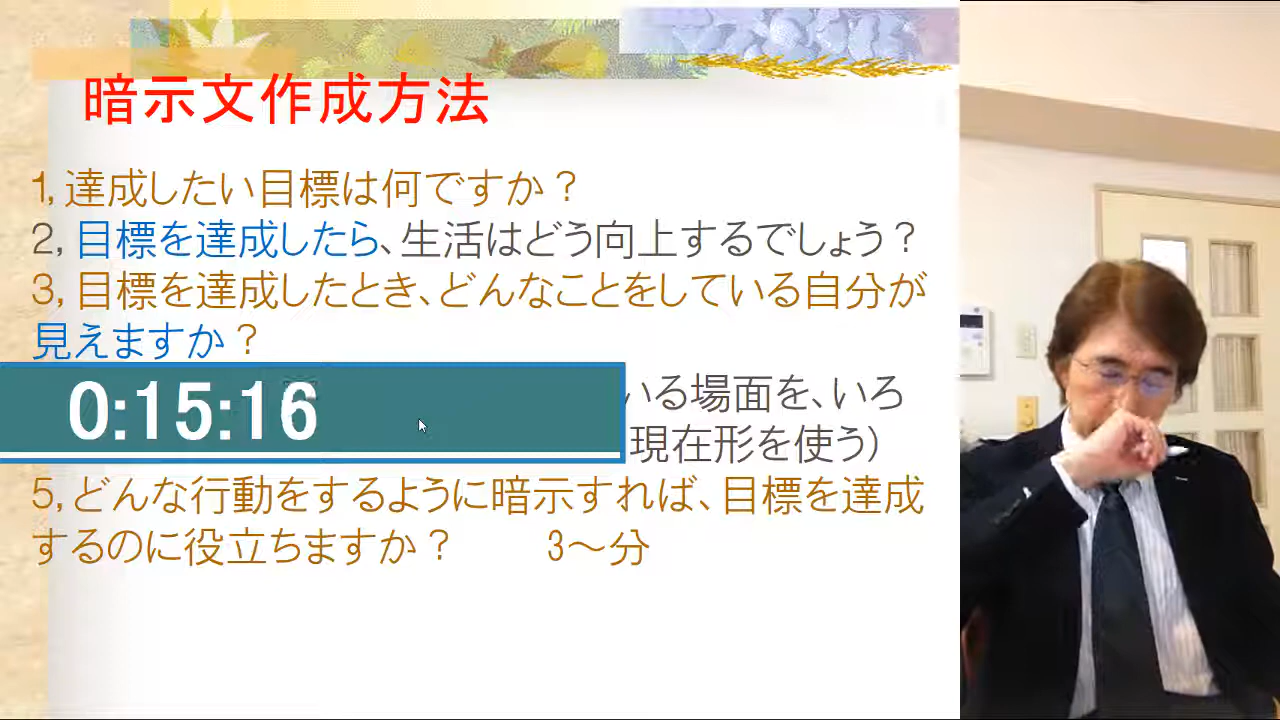 暗示文作成方法
1, 達成したい目標は何ですか？
2, 目標を達成したら、生活はどう向上するでしょう？
3, 目標を達成したとき、どんなことをしている自分が
見えますか？
0:15:16
いる場面を、いろ
現在形を使う)
5, どんな行動をするように暗示すれば、目標を達成
するのに役立ちますか？ 3～分